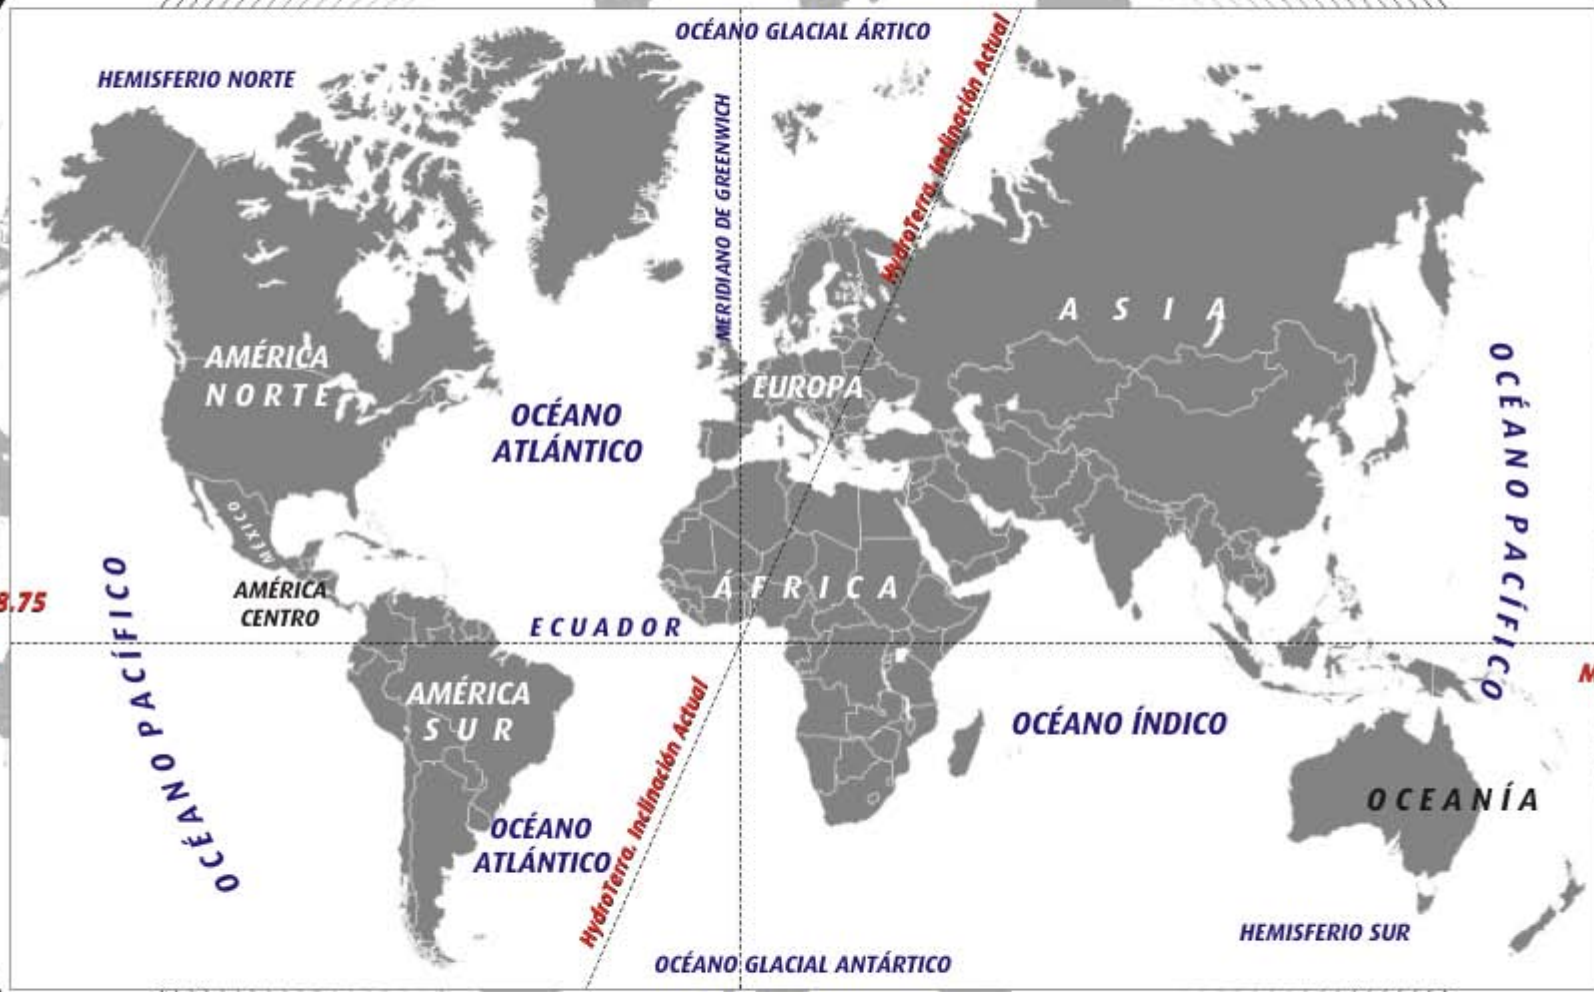 OCÉANO GLACIAL ÁRTICO
HEMISFERIO NORTE
MERIDIANO DE GREENWICH
HydroTerra. Inclinación Actual
AMÉRICA
NORTE
EUROPA
ASIA
OCÉANO
ATLÁNTICO
OCÉANO PACÍFICO
MÉXICO
AMÉRICA
CENTRO
8.75
ÁFRICA
ECUADOR
OCÉANO PACÍFICO
AMÉRICA
SUR
HydroTerra. Inclinación Actual
OCÉANO ÍNDICO
OCEANÍA
OCÉANO
ATLÁNTICO
HEMISFERIO SUR
OCÉANO GLACIAL ANTÁRTICO